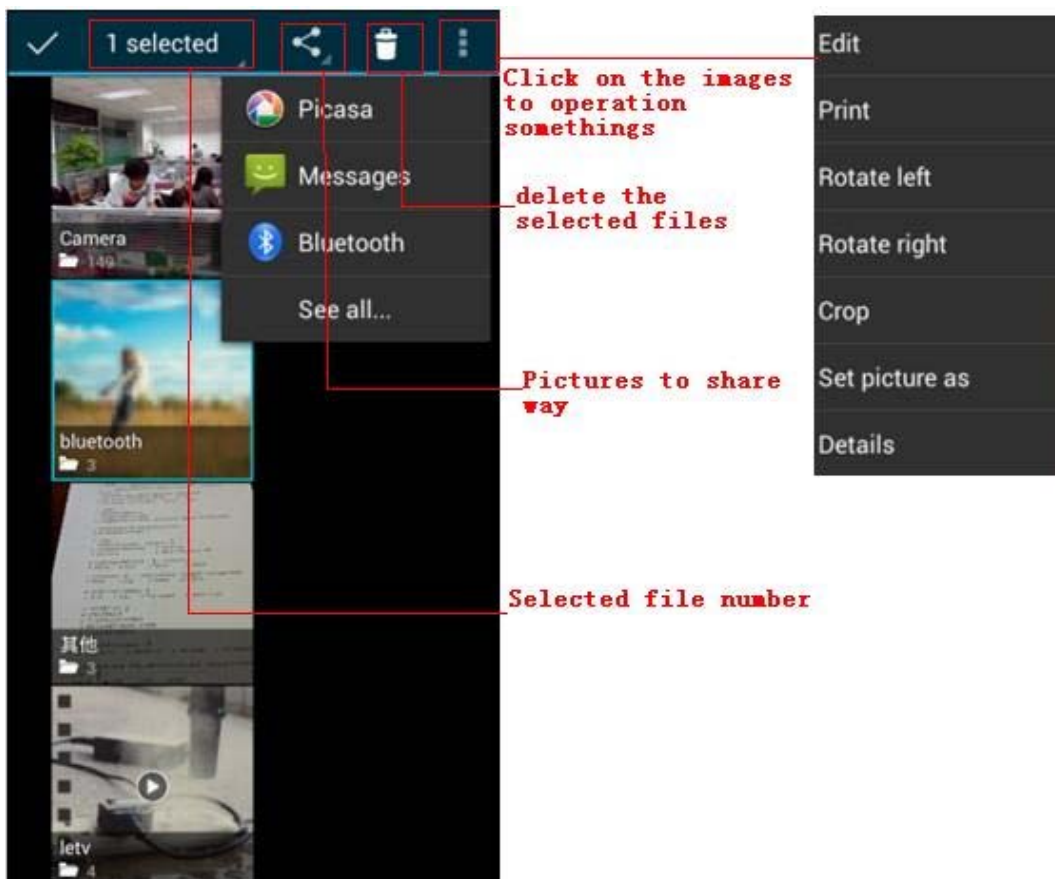 1 selected
Picasa
Messages
Bluetooth
See all...
Camera
149
bluetooth
3
其他
3
letv
4
Click on the images
to operation
somethings
delete the
selected files
Pictures to share
way
Selected file number
Edit
Print
Rotate left
Rotate right
Crop
Set picture as
Details